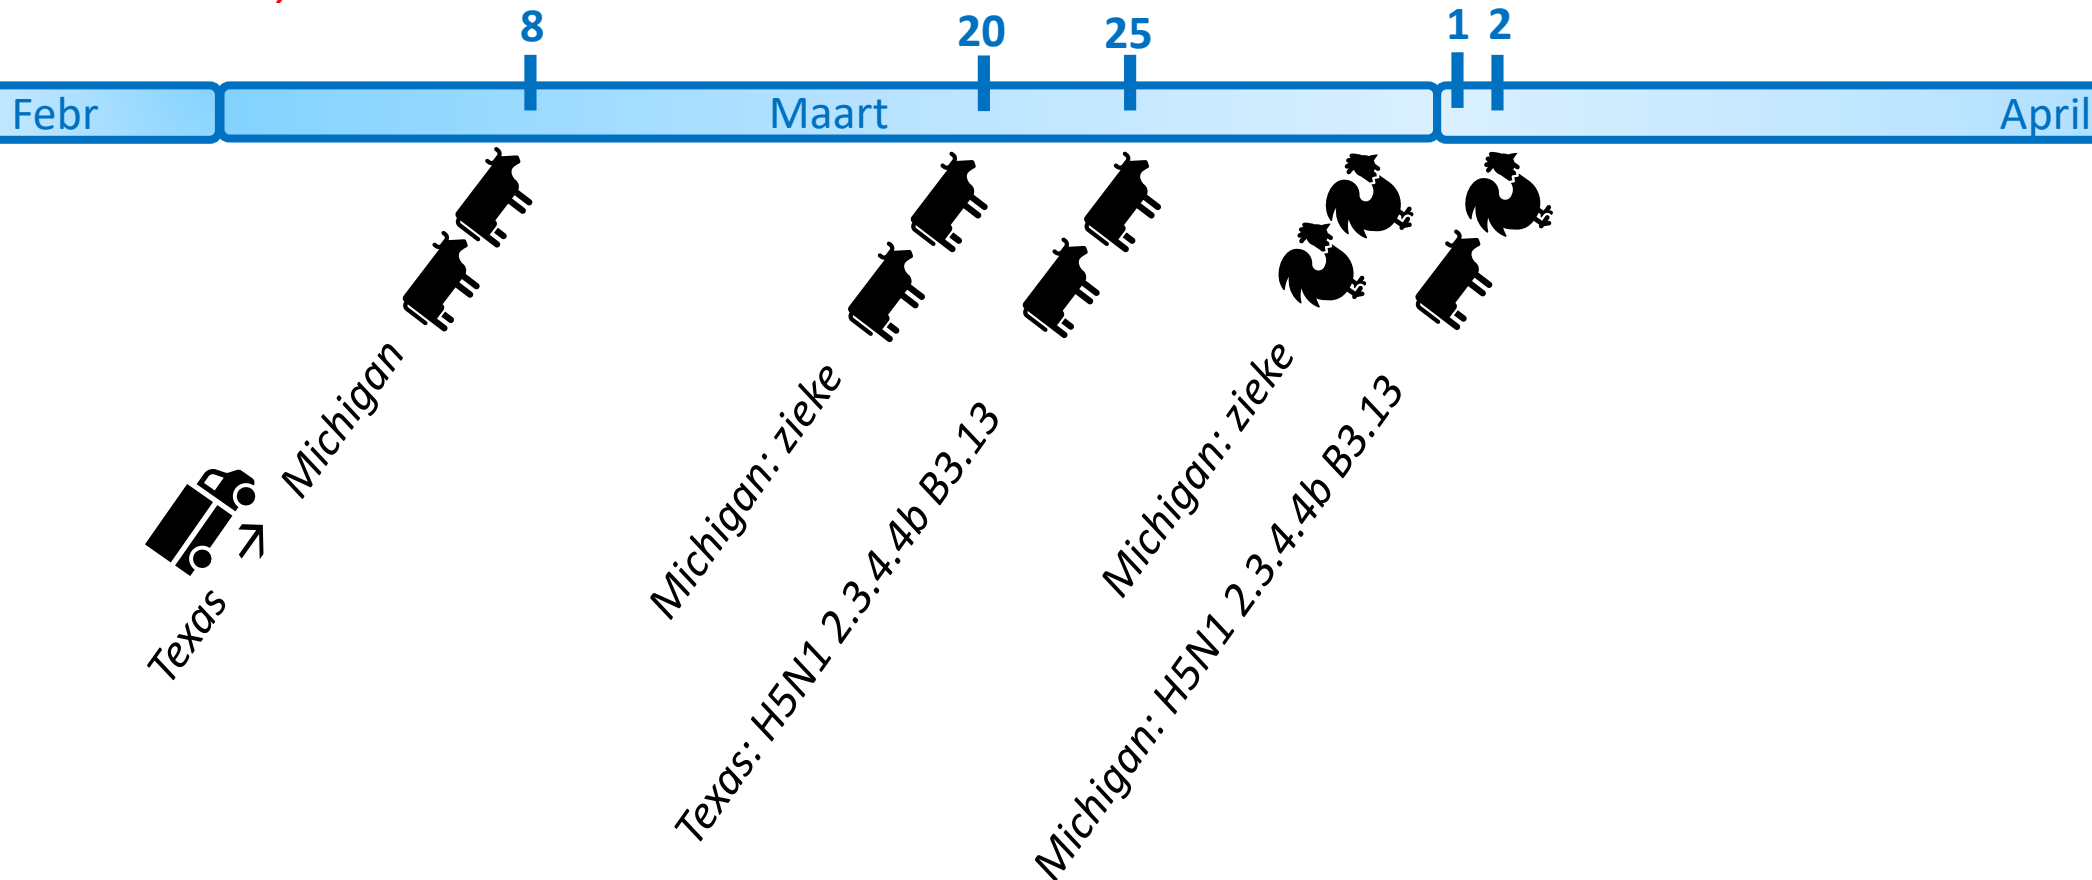 8
20
25
1
2
Febr
Maart
April
Texas
Michigan
Michigan: zieke
Texas: H5N1 2.3.4.4b B3.13
Michigan: zieke
Michigan: H5N1 2.3.4.4b B3.13